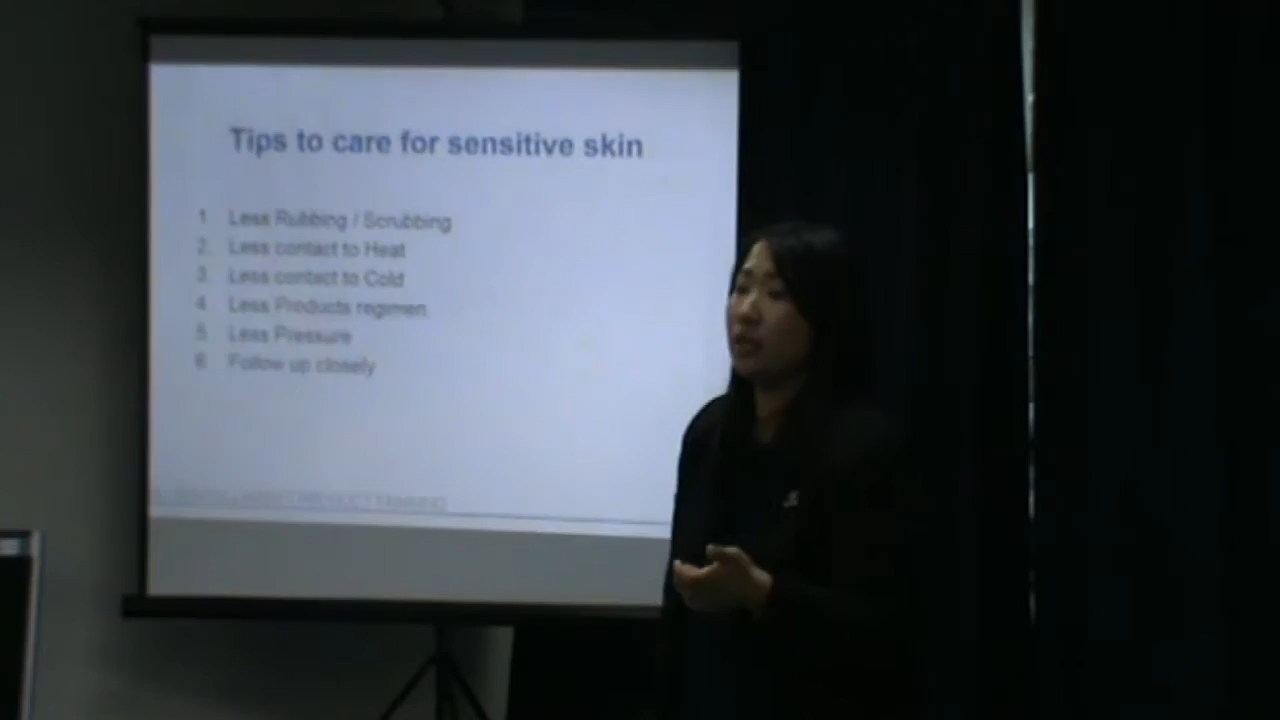 Tips to care for sensitive skin
1 Less Rubbing / Scrubbing
2. Less contact to Heat
3. Less contact to Cold
4. Less Products regimen
5. Less Pressure
6. Follow up closely